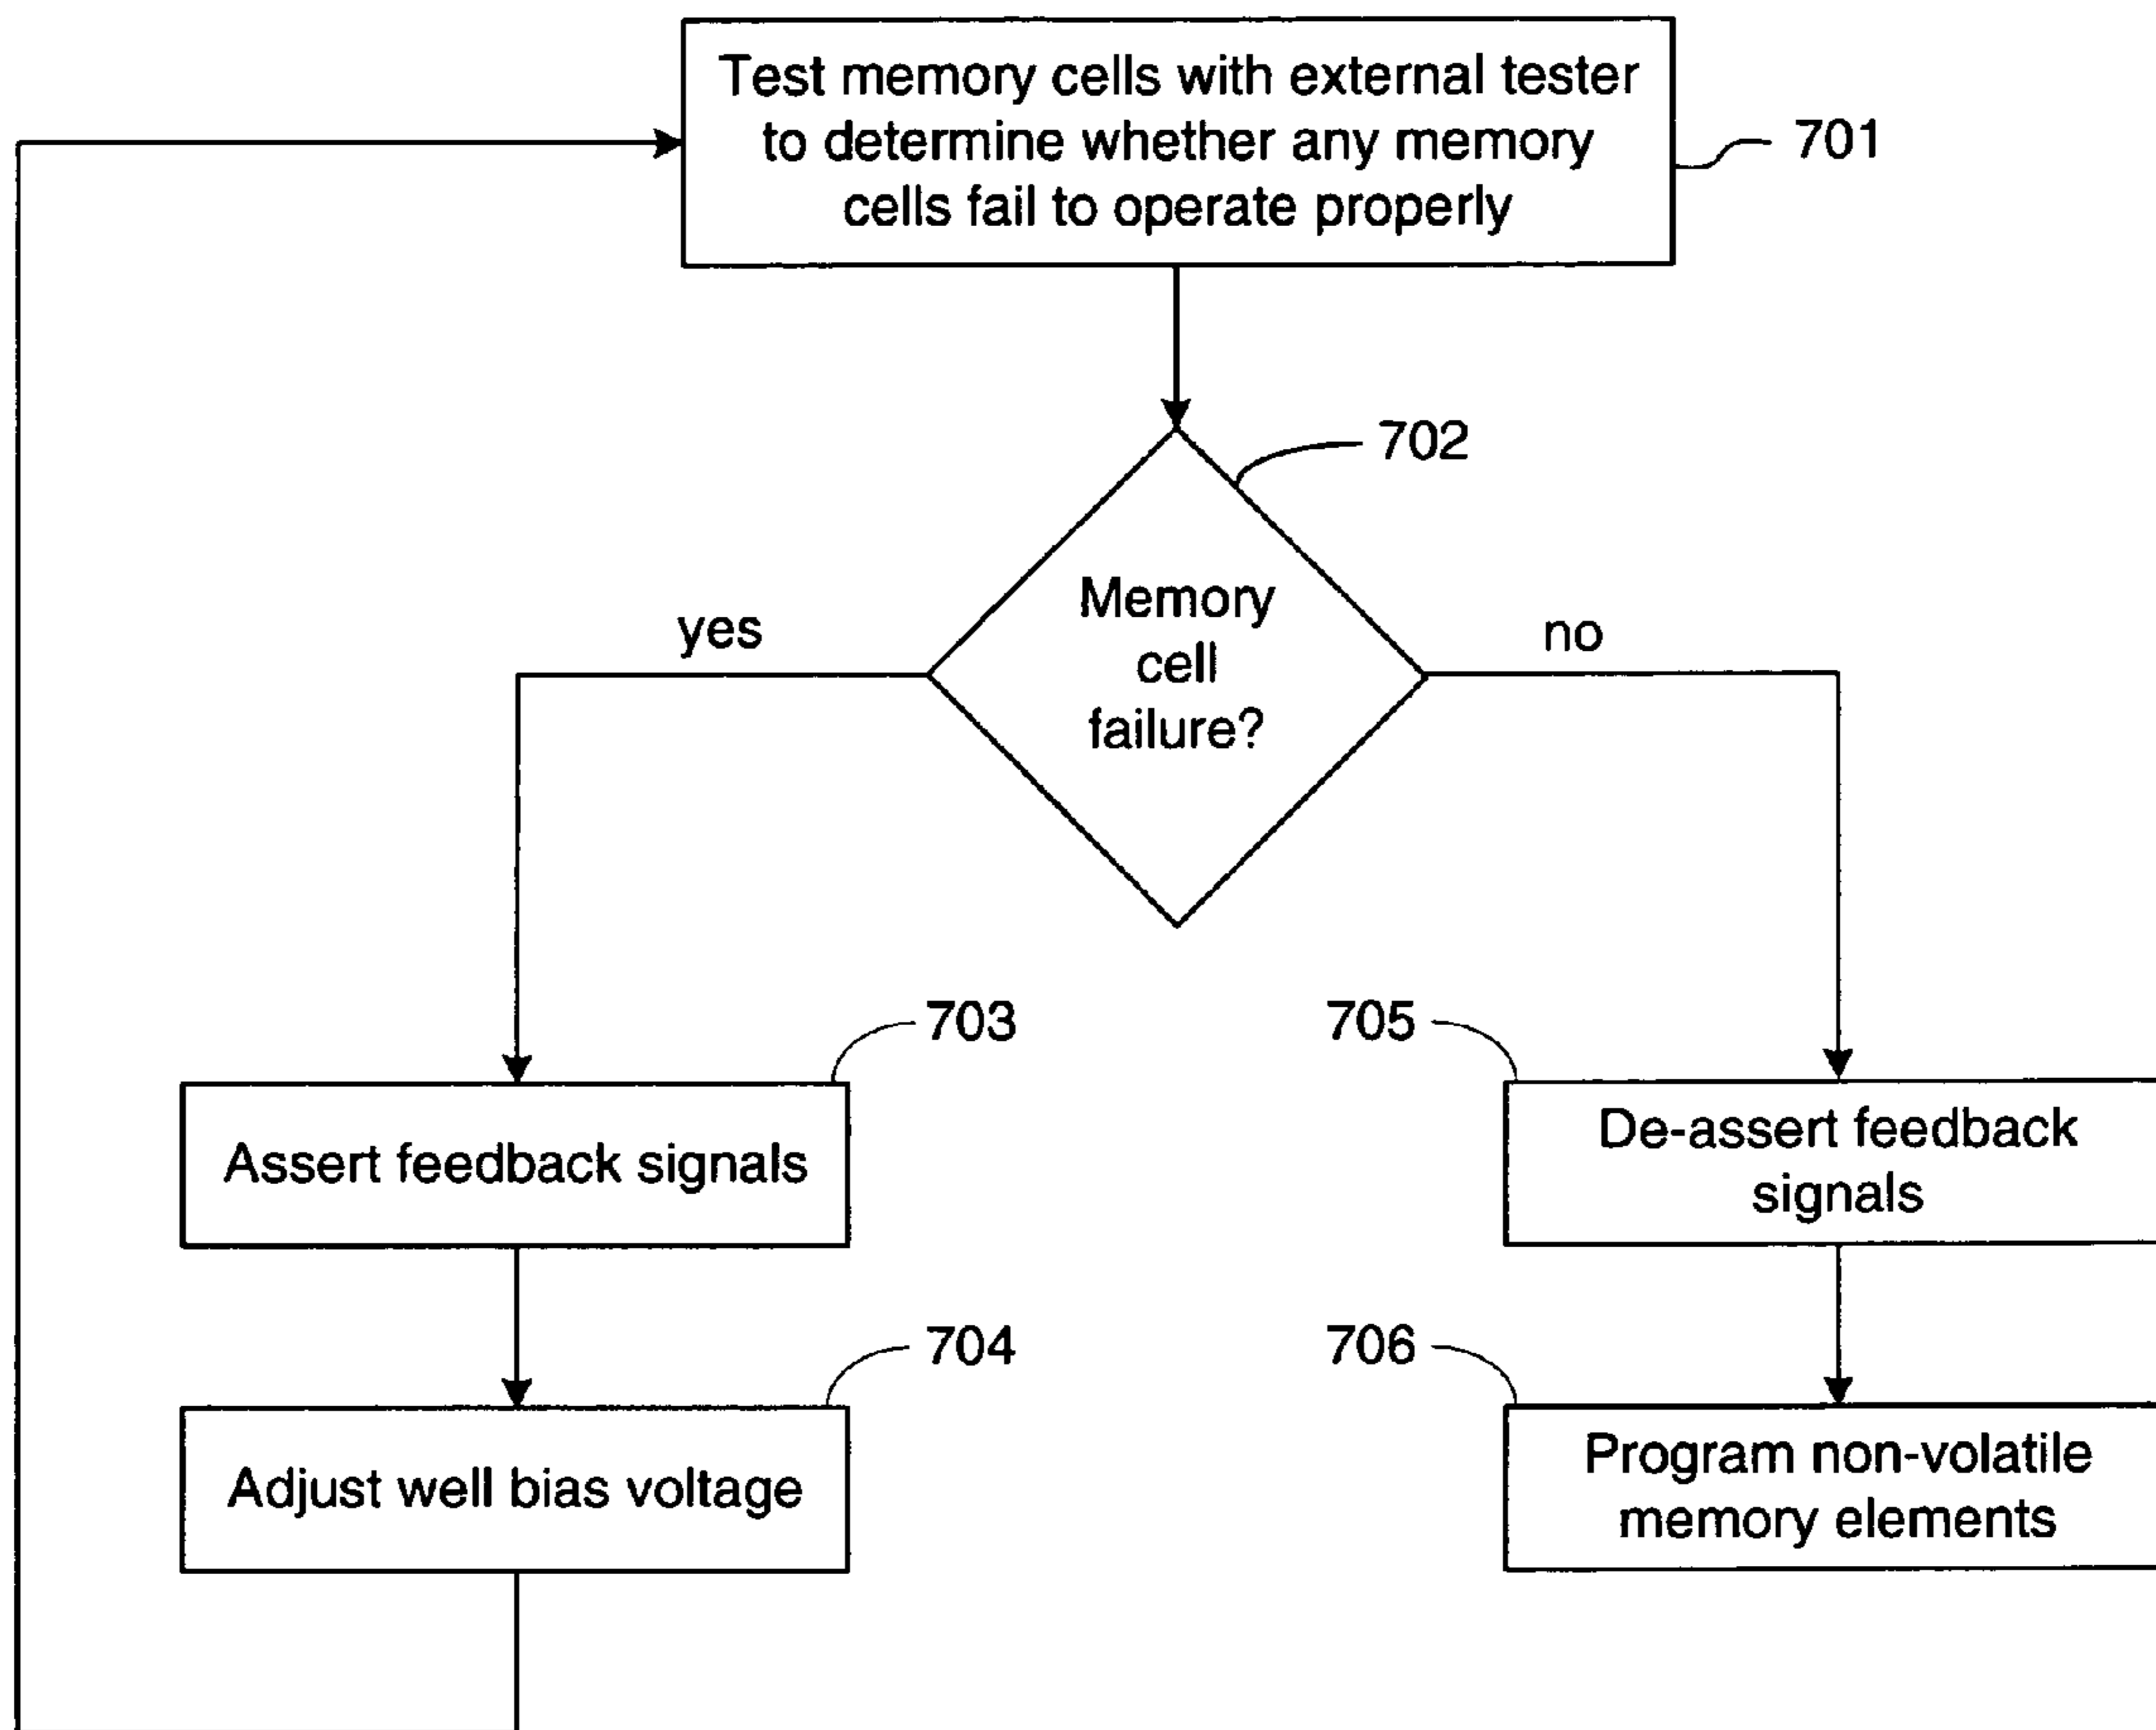 Test memory cells with external tester
to determine whether any memory
cells fail to operate properly
701
702
Memory
cell
failure?
yes
no
703
705
Assert feedback signals
De-assert feedback
signals
704
706
Adjust well bias voltage
Program non-volatile
memory elements